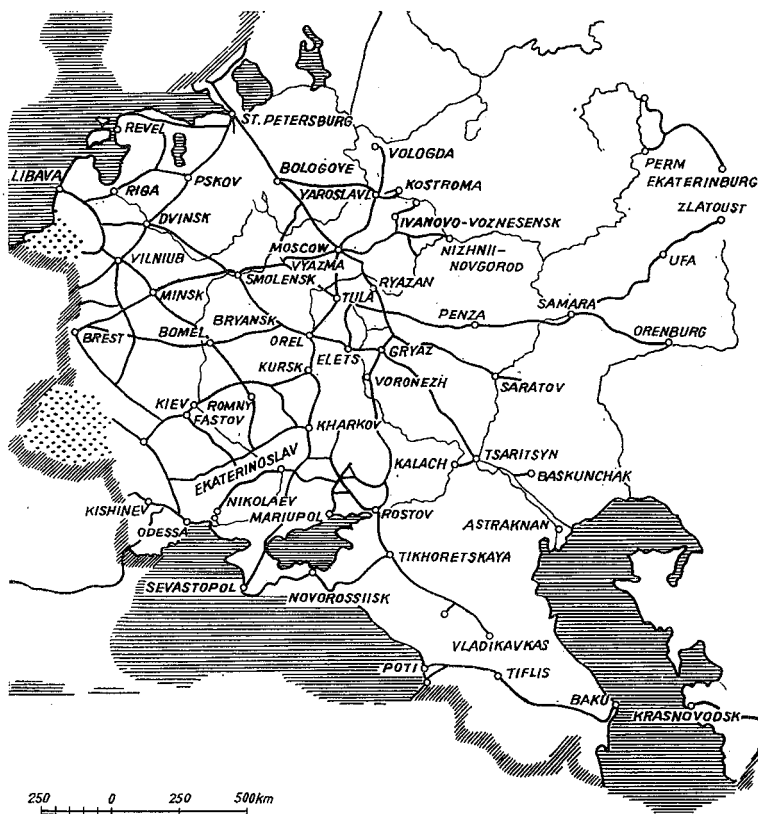 ST. PETERSBURG
REVEL
VOLOGDA
BOLOGOYE
PERM
LIBAVA
RIGA
PSKOV
YAROSLAVL
KOSTROMA
EKATERINBURG
ZLATOUST
DVINSK
IVANOVO-VOZNESENSK
MOSCOW
NIZHNII-
NOVGOROD
VILNIUB
VYAZMA
UFA
SMOLENSK
RYAZAN
MINSK
TULA
SAMARA
PENZA
BREST
BOMEL
BRYANSK
OREL
ORENBURG
ELETS
GRYAZ
KURSK
VORONEZH
SARATOV
KIEV
ROMNY
FASTOV
KHARKOV
TSARITSYN
KALACH
BASKUNCHAK
EKATERINOSLAV
KISHINEV
NIKOLAEV
MARIUPOL
ROSTOV
ODESSA
ASTRAKNAN
TIKHORETSKAYA
SEVASTOPOL
NOVOROSSIISK
VLADIKAVKAS
POTI
TIFLIS
BAKU
KRASNOVODSK
250 0 250 500km